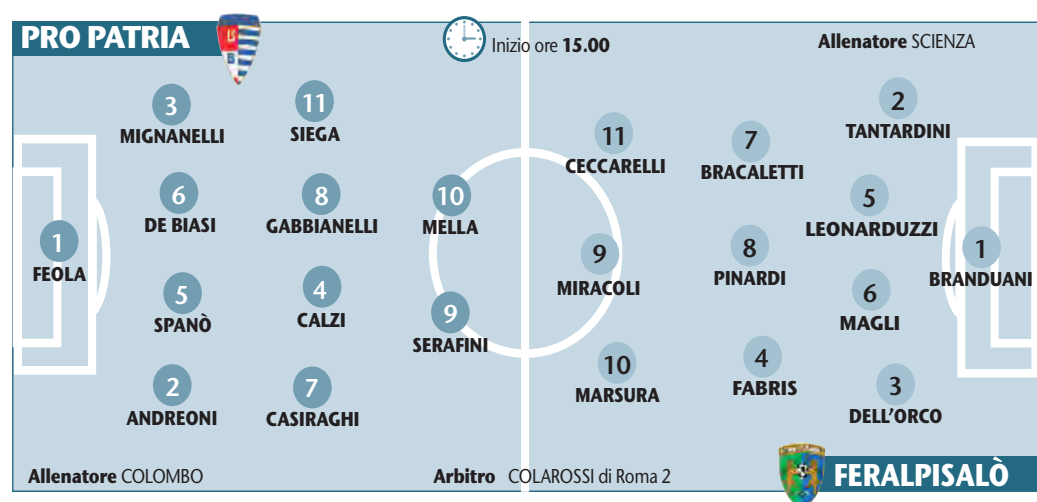 PRO PATRIA
Inizio ore 15.00
Allenatore SCIENZA
3
MIGNANELLI
11
SIEGA
6
DE BIASI
8
GABBIANELLI
10
MELLA
1
FEOLA
5
SPANÒ
4
CALZI
9
SERAFINI
2
ANDREONI
7
CASIRAGHI
11
CECCARELLI
7
BRACALETTI
2
TANTARDINI
5
LEONARDUZZI
9
MIRACOLI
8
PINARDI
1
BRANDUANI
6
MAGLI
10
MARSURA
4
FABRIS
3
DELL'ORCO
Allenatore COLOMBO
Arbitro COLAROSSI di Roma 2
FERALPISALÒ